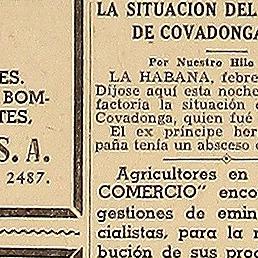 ES.
BOM-
TES,
S. A.
2487.
LA SITUACION DEL
DE COVADONGA
Por Nuestro Hilo
LA HABANA, febre
Díjose aquí esta noche
factoría la situación d
Covadonga, quien fué
El ex príncipe her
paña tenía un absceso
Agricultores en
COMERCIO" enco
gestiones de emin
cialistas, para la r
bución de sus prod